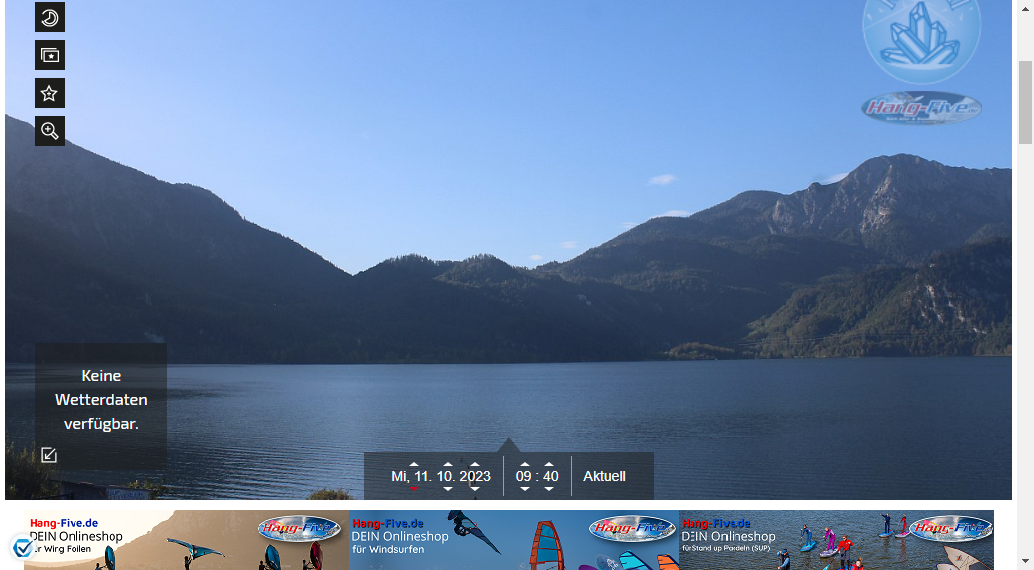 Hang-Five
Keine
Wetterdaten
verfügbar.
Mi, 11. 10. 2023 09 : 40 Aktuell
Hang-Five.de
DEIN Onlineshop
für Wing Foilen
Hang-Five
Hang-Five.de
DEIN Onlineshop
für Windsurfen
Hang-Five
Hang-Five.de
DEIN Onlineshop
für Stand up Paddeln (SUP)
Hang-Five